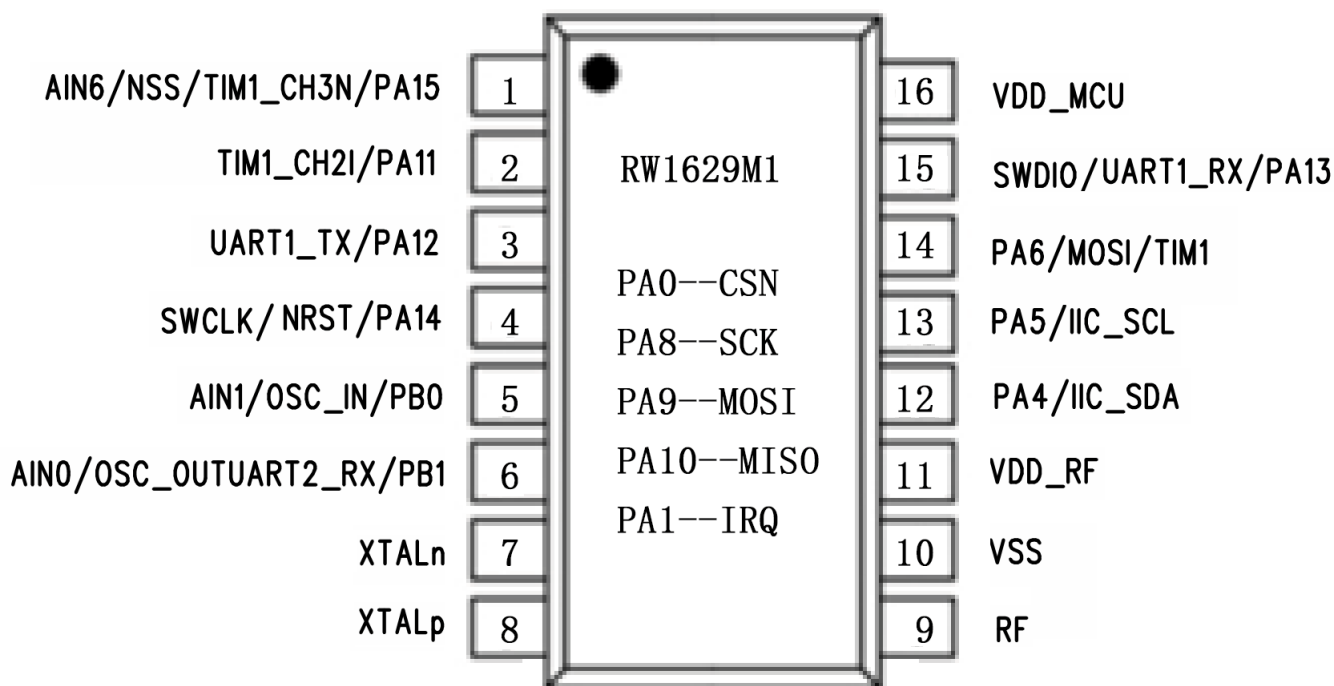 AIN6/NSS/TIM1_CH3N/PA15 1
TIM1_CH2I/PA11 2
UART1_TX/PA12 3
SWCLK/NRST/PA14 4
AIN1/OSC_IN/PB0 5
AIN0/OSC_OUTUART2_RX/PB1 6
XTALn 7
XTALp 8
RW1629M1
PA0--CSN
PA8--SCK
PA9--MOSI
PA10--MISO
PA1--IRQ
16 VDD_MCU
15 SWDIO/UART1_RX/PA13
14 PA6/MOSI/TIM1
13 PA5/IIC_SCL
12 PA4/IIC_SDA
11 VDD_RF
10 VSS
9 RF